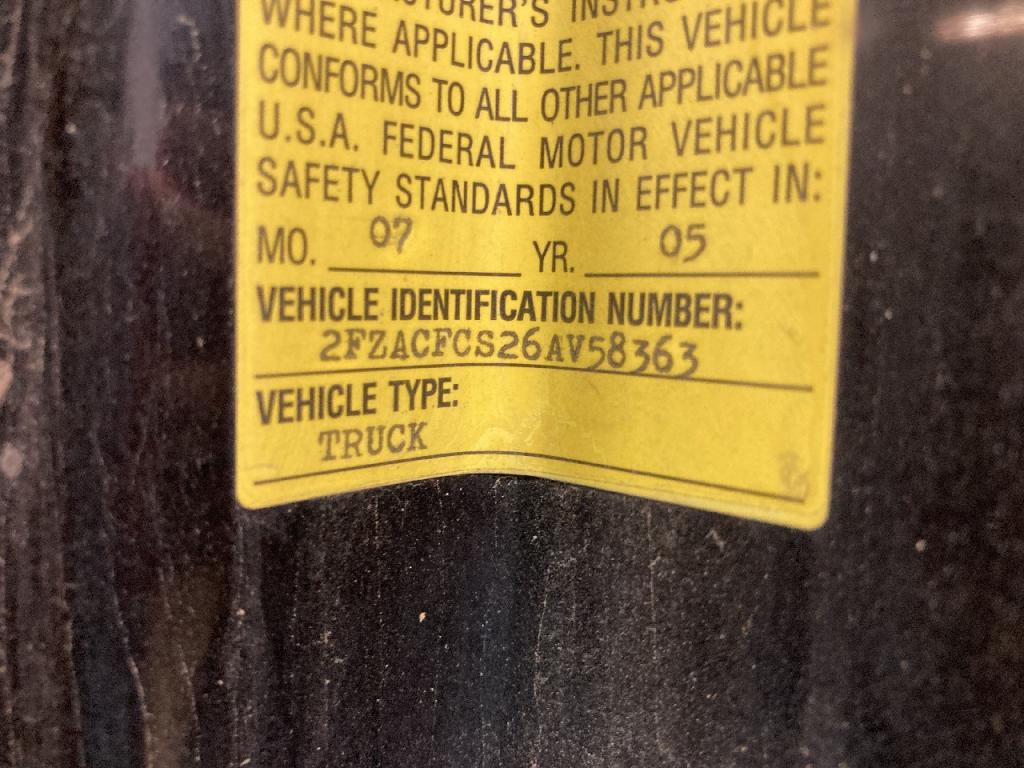 WHERE APPLICABLE. THIS VEHICLE
CONFORMS TO ALL OTHER APPLICABLE
U.S.A. FEDERAL MOTOR VEHICLE
SAFETY STANDARDS IN EFFECT IN:
MO. 07 YR. 05
VEHICLE IDENTIFICATION NUMBER:
2FZACFCS26AV58363
VEHICLE TYPE:
TRUCK